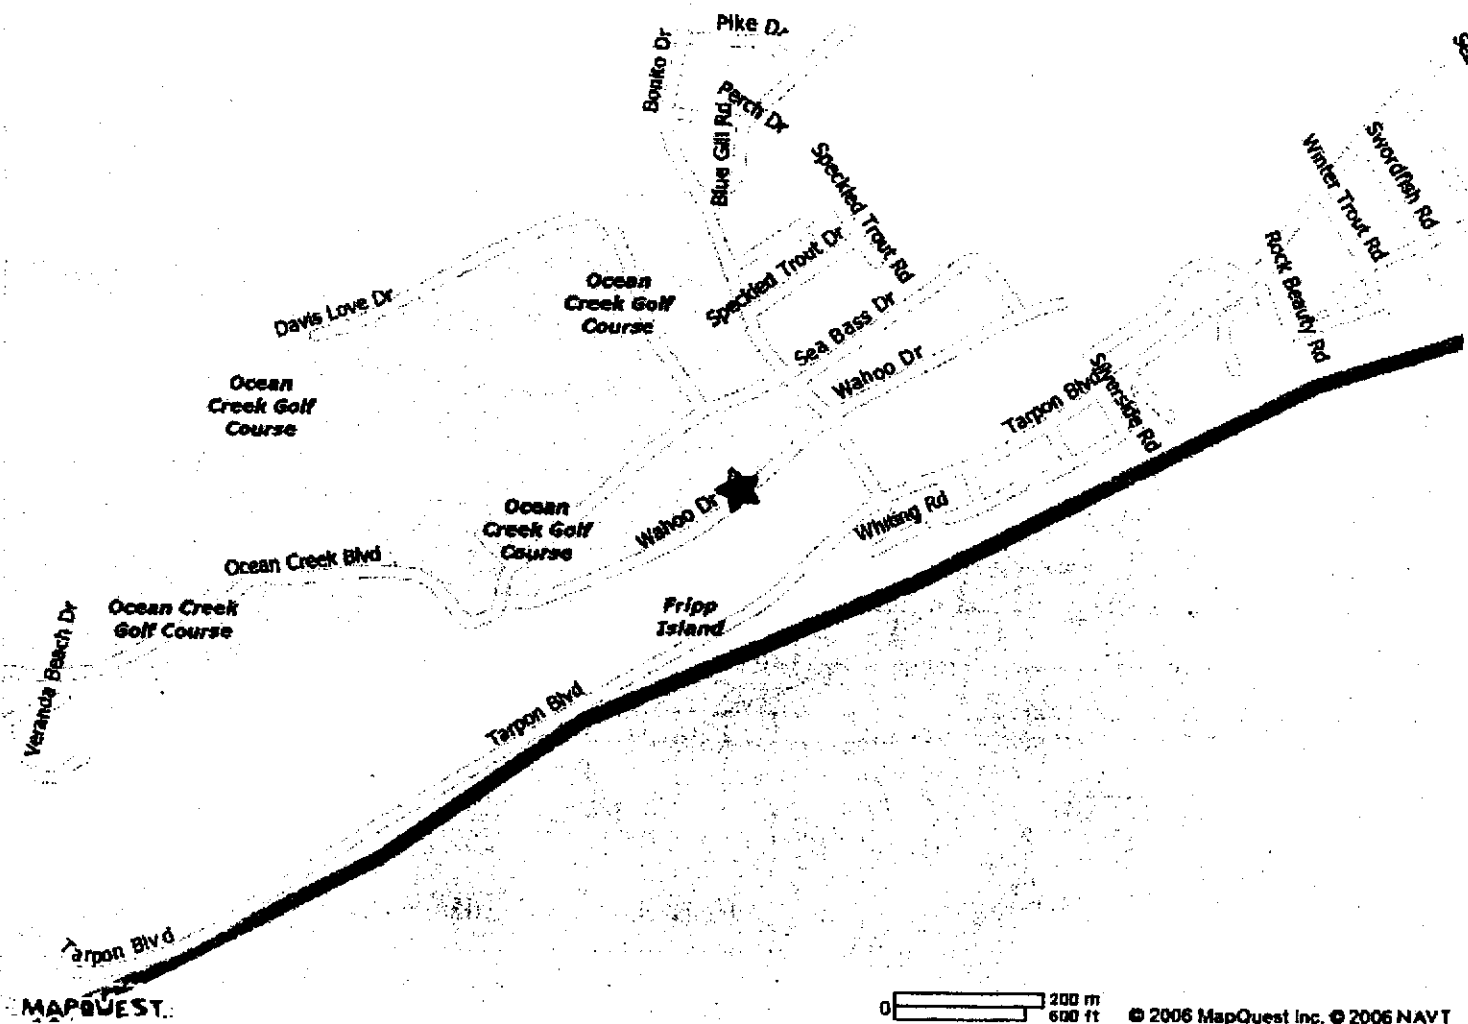 Pike Dr
Bonito Dr
Perch Dr
Blue Gill Rd
Speckled Trout Rd
Winter Trout Rd
Swordfish Rd
Speckled Trout Dr
Rock Beauty Rd
Davis Love Dr
Ocean
Creek Golf
Course
Sea Bass Dr
Wahoo Dr
Ocean
Creek Golf
Course
Tarpon Blvd
Silverside Rd
Ocean
Creek Golf
Course
Wahoo Dr
Whiting Rd
Ocean Creek Blvd
Ocean Creek
Golf Course
Fripp
Island
Veranda Beach Dr
Tarpon Blvd
Tarpon Blvd
MAPQUEST
0
200 m
600 ft
© 2006 MapQuest Inc. © 2006 NAVT